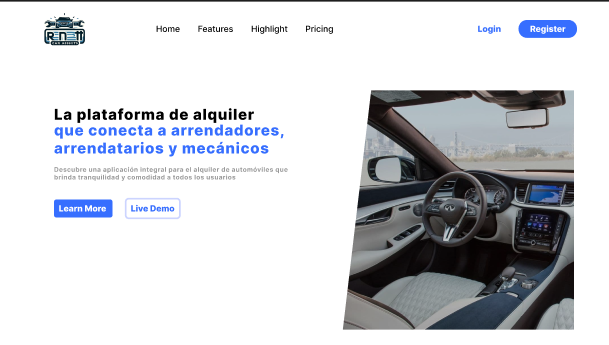 Home Features Highlight Pricing Login Register
La plataforma de alquiler
que conecta a arrendadores,
arrendatarios y mecánicos
Descubre una aplicación integral para el alquiler de automóviles que
brinda tranquilidad y comodidad a todos los usuarios
Learn More Live Demo